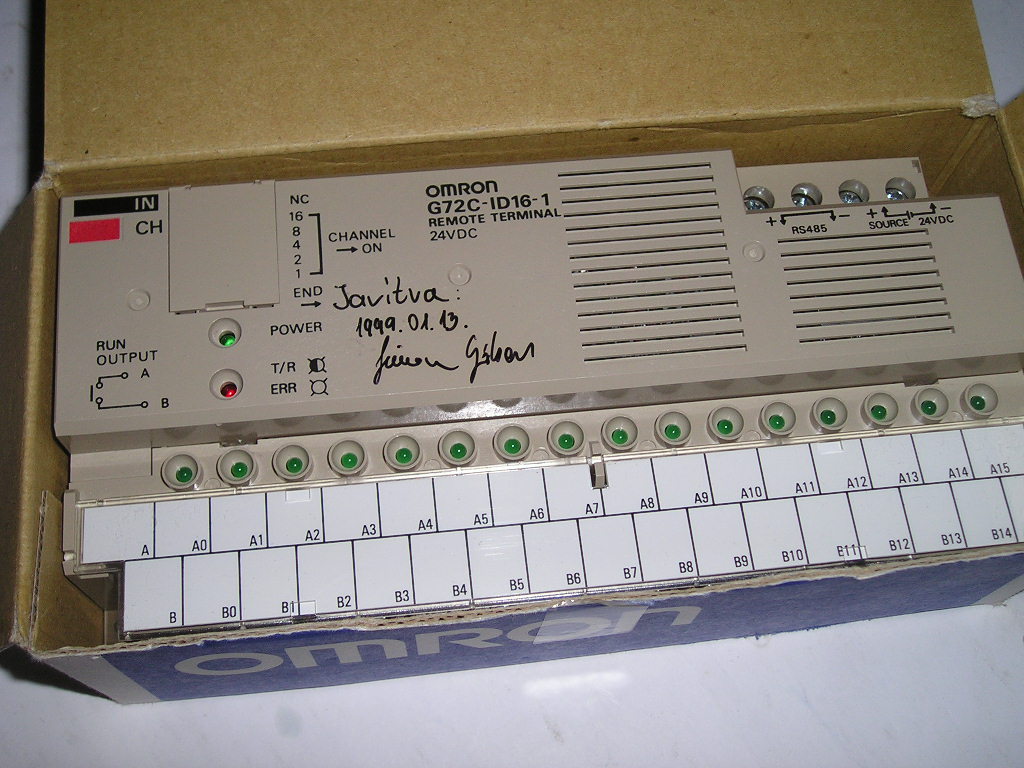 IN
CH
NC
16
8
4
2
1
END
CHANNEL
→ ON
OMRON
G72C-ID16-1
REMOTE TERMINAL
24VDC
+ −
RS485
+ −
SOURCE 24VDC
Javítva:
1999.01.13.
POWER
T/R
ERR
RUN
OUTPUT
A
B
A A0 A1 A2 A3 A4 A5 A6 A7 A8 A9 A10 A11 A12 A13 A14 A15
B B0 B1 B2 B3 B4 B5 B6 B7 B8 B9 B10 B11 B12 B13 B14
OMRON